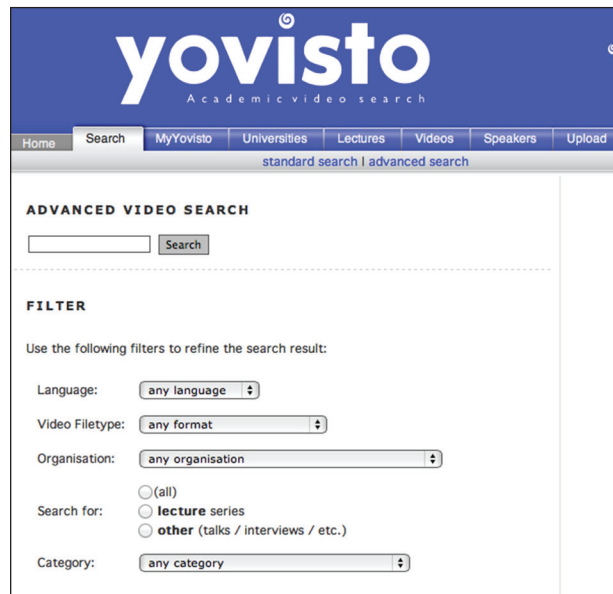 yovisto
Academic video search
Home Search MyYovisto Universities Lectures Videos Speakers Upload
standard search | advanced search
ADVANCED VIDEO SEARCH
Search
FILTER
Use the following filters to refine the search result:
Language: any language
Video Filetype: any format
Organisation: any organisation
(all)
Search for: lecture series
other (talks / interviews / etc.)
Category: any category